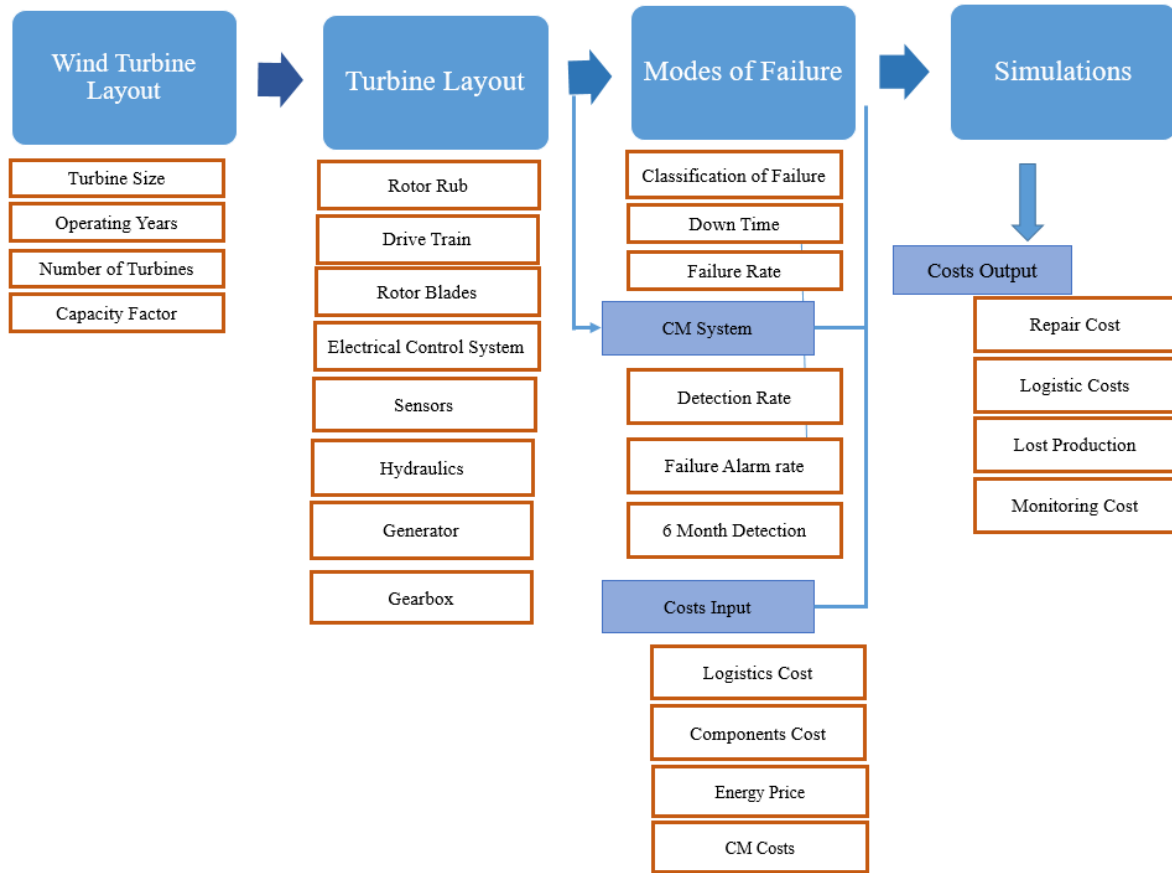 Wind Turbine
Layout
Turbine Size
Operating Years
Number of Turbines
Capacity Factor
Turbine Layout
Rotor Rub
Drive Train
Rotor Blades
Electrical Control System
Sensors
Hydraulics
Generator
Gearbox
Modes of Failure
Classification of Failure
Down Time
Failure Rate
CM System
Detection Rate
Failure Alarm rate
6 Month Detection
Costs Input
Logistics Cost
Components Cost
Energy Price
CM Costs
Simulations
Costs Output
Repair Cost
Logistic Costs
Lost Production
Monitoring Cost